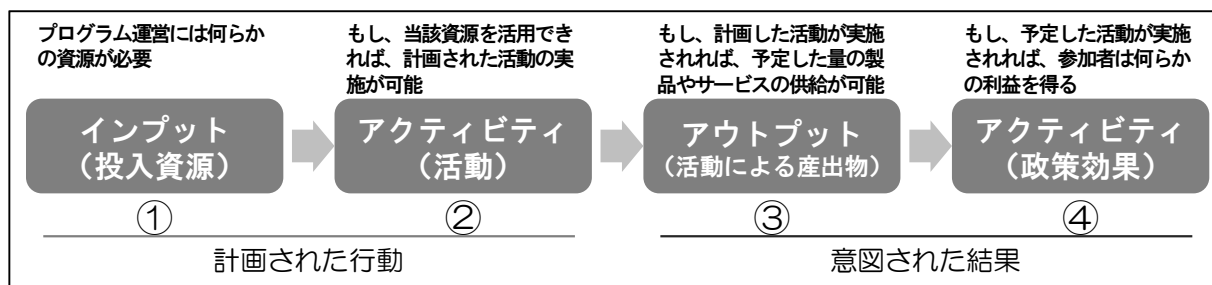 プログラム運営には何らか
の資源が必要
もし、当該資源を活用でき
れば、計画された活動の実
施が可能
もし、計画した活動が実施
されれば、予定した量の製
品やサービスの供給が可能
もし、予定した活動が実施
されれば、参加者は何らか
の利益を得る
インプット
（投入資源）
アクティビティ
（活動）
アウトプット
（活動による産出物）
アクティビティ
（政策効果）
①
②
③
④
計画された行動
意図された結果